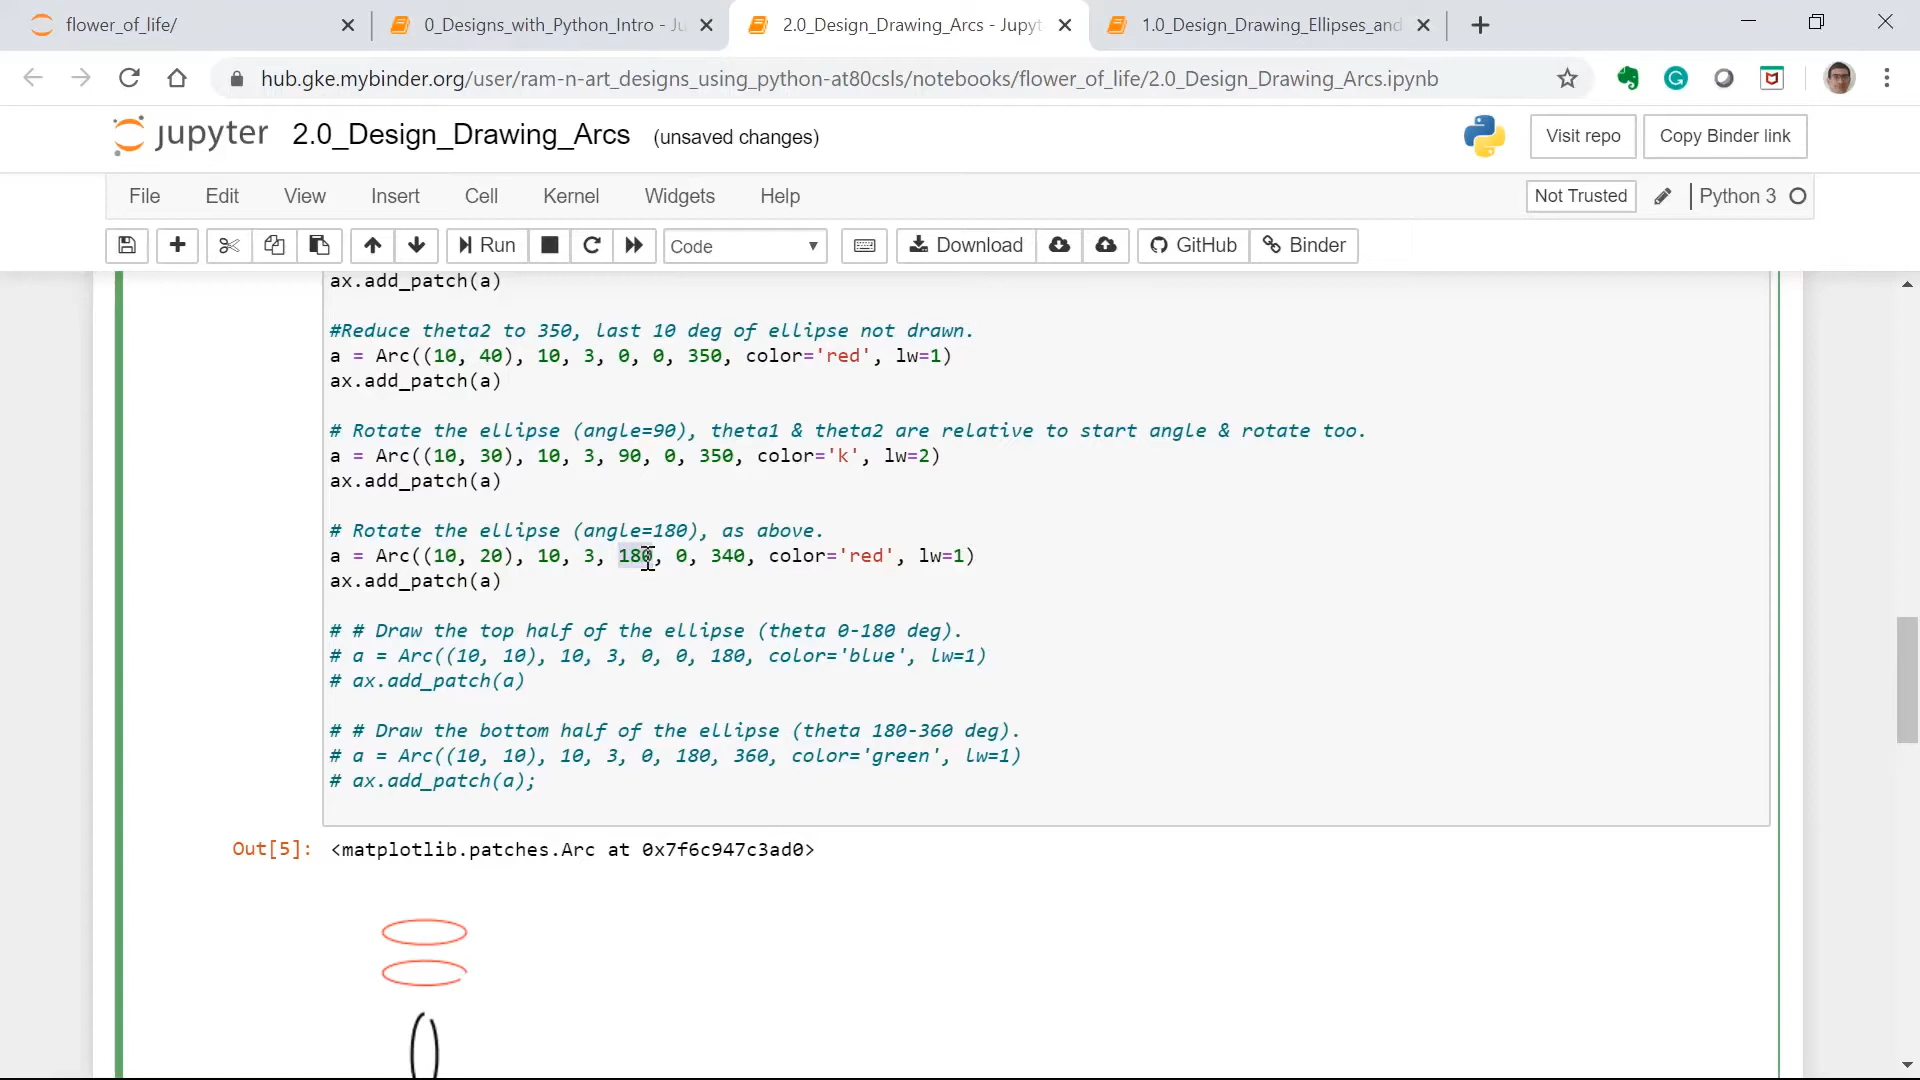 flower_of_life/
0_Designs_with_Python_Intro - Ju
2.0_Design_Drawing_Arcs - Jupyt
1.0_Design_Drawing_Ellipses_and
hub.gke.mybinder.org/user/ram-n-art_designs_using_python-at80csls/notebooks/flower_of_life/2.0_Design_Drawing_Arcs.ipynb
jupyter 2.0_Design_Drawing_Arcs (unsaved changes)
Visit repo
Copy Binder link
File Edit View Insert Cell Kernel Widgets Help
Not Trusted
Python 3
Run
Code
Download
GitHub
Binder
ax.add_patch(a)
#Reduce theta2 to 350, last 10 deg of ellipse not drawn.
a = Arc((10, 40), 10, 3, 0, 0, 350, color='red', lw=1)
ax.add_patch(a)
# Rotate the ellipse (angle=90), theta1 & theta2 are relative to start angle & rotate too.
a = Arc((10, 30), 10, 3, 90, 0, 350, color='k', lw=2)
ax.add_patch(a)
# Rotate the ellipse (angle=180), as above.
a = Arc((10, 20), 10, 3, 180, 0, 340, color='red', lw=1)
ax.add_patch(a)
# # Draw the top half of the ellipse (theta 0-180 deg).
# a = Arc((10, 10), 10, 3, 0, 0, 180, color='blue', lw=1)
# ax.add_patch(a)
# # Draw the bottom half of the ellipse (theta 180-360 deg).
# a = Arc((10, 10), 10, 3, 0, 180, 360, color='green', lw=1)
# ax.add_patch(a);
Out[5]: <matplotlib.patches.Arc at 0x7f6c947c3ad0>